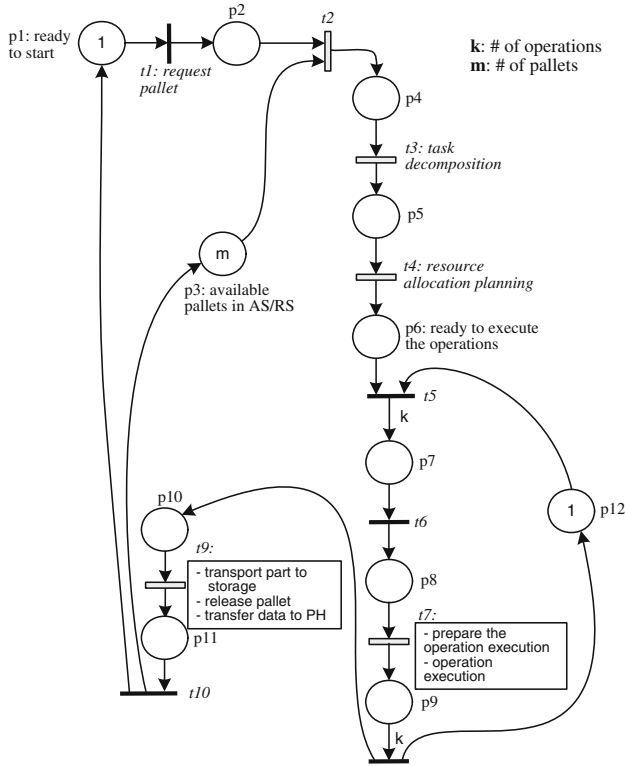 p1: ready
to start
1
t1: request
pallet
p2
t2
k: # of operations
m: # of pallets
p4
t3: task
decomposition
p5
m
p3: available
pallets in AS/RS
t4: resource
allocation planning
p6: ready to execute
the operations
t5
k
p7
1
p12
t6
p8
p10
t9:
- transport part to
storage
- release pallet
- transfer data to PH
p11
t10
t7:
- prepare the
operation execution
- operation
execution
p9
k